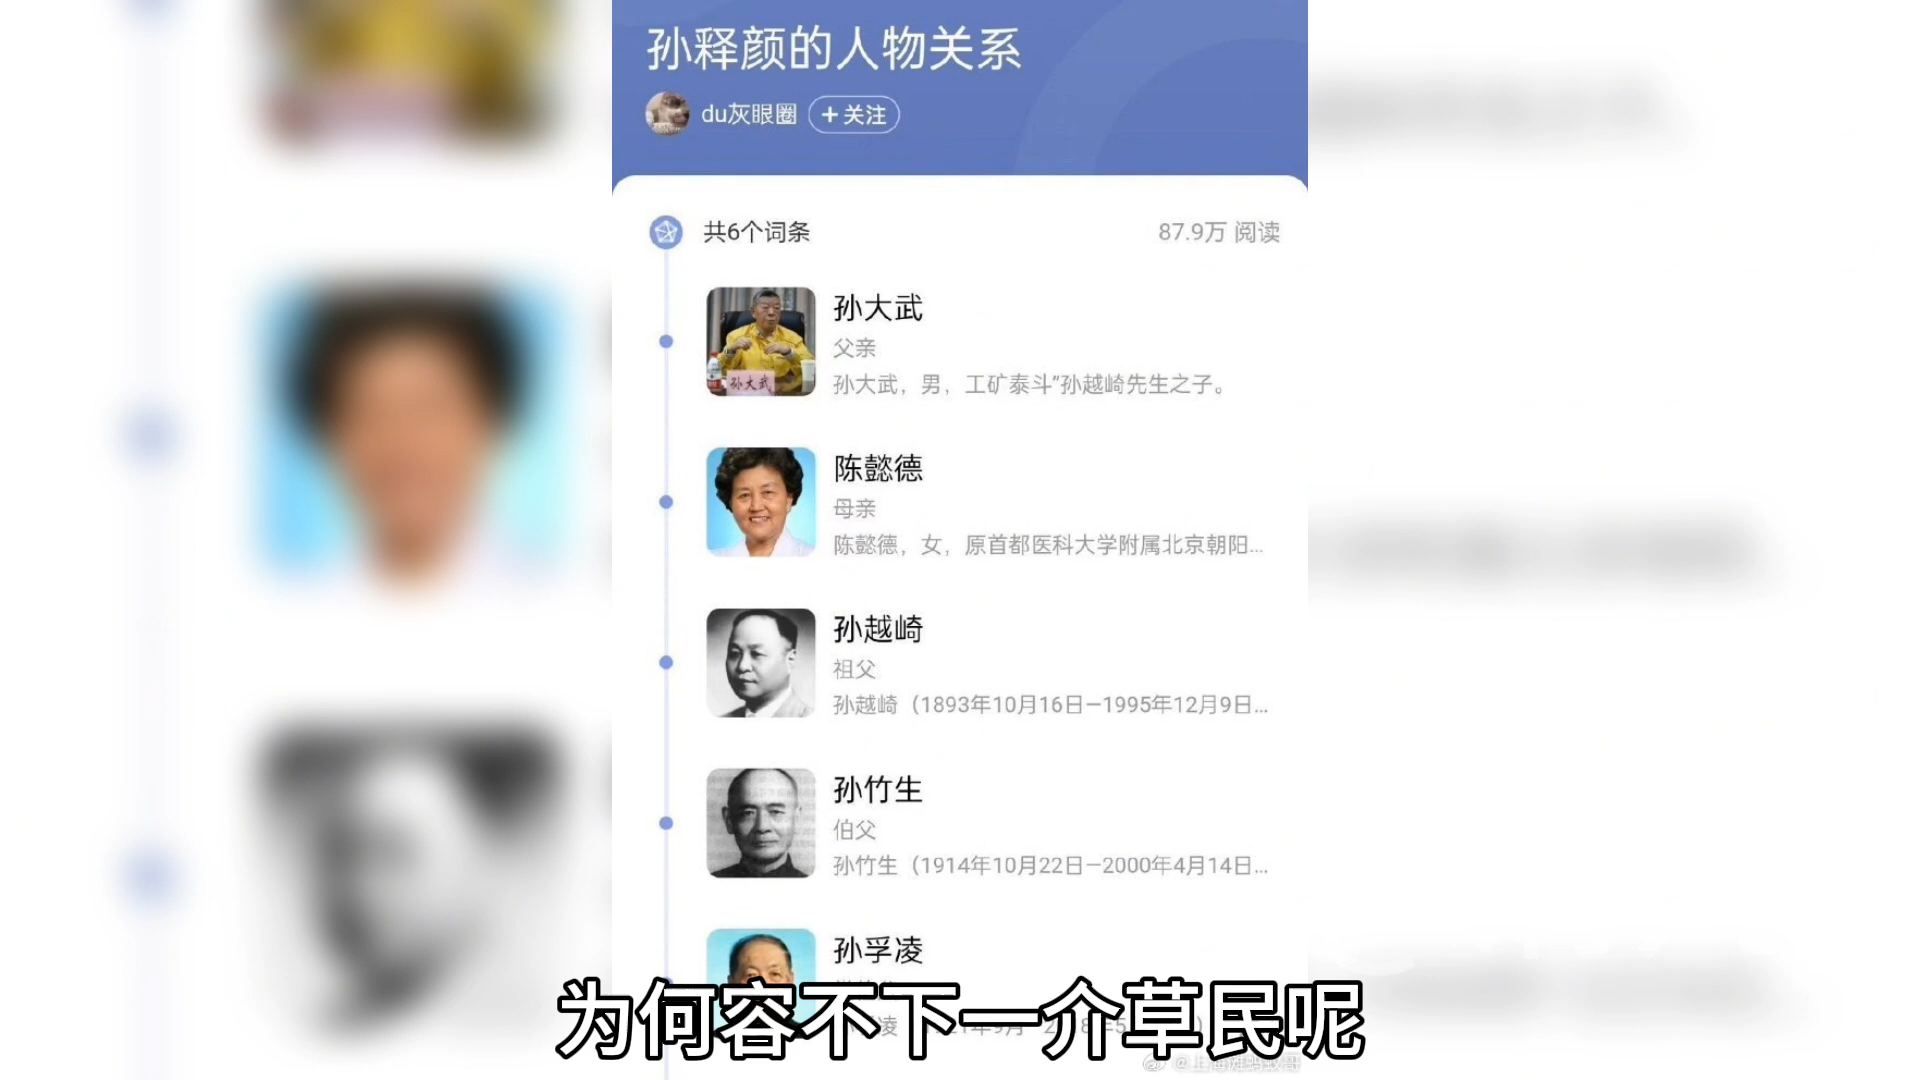 孙释颜的人物关系
du灰眼圈 +关注
共6个词条 87.9万 阅读
孙大武
父亲
孙大武，男，工矿泰斗”孙越崎先生之子。
孙大武
陈懿德
母亲
陈懿德，女，原首都医科大学附属北京朝阳...
孙越崎
祖父
孙越崎（1893年10月16日—1995年12月9日...
孙竹生
伯父
孙竹生（1914年10月22日—2000年4月14日...
孙孚凌
为何容不下一介草民呢